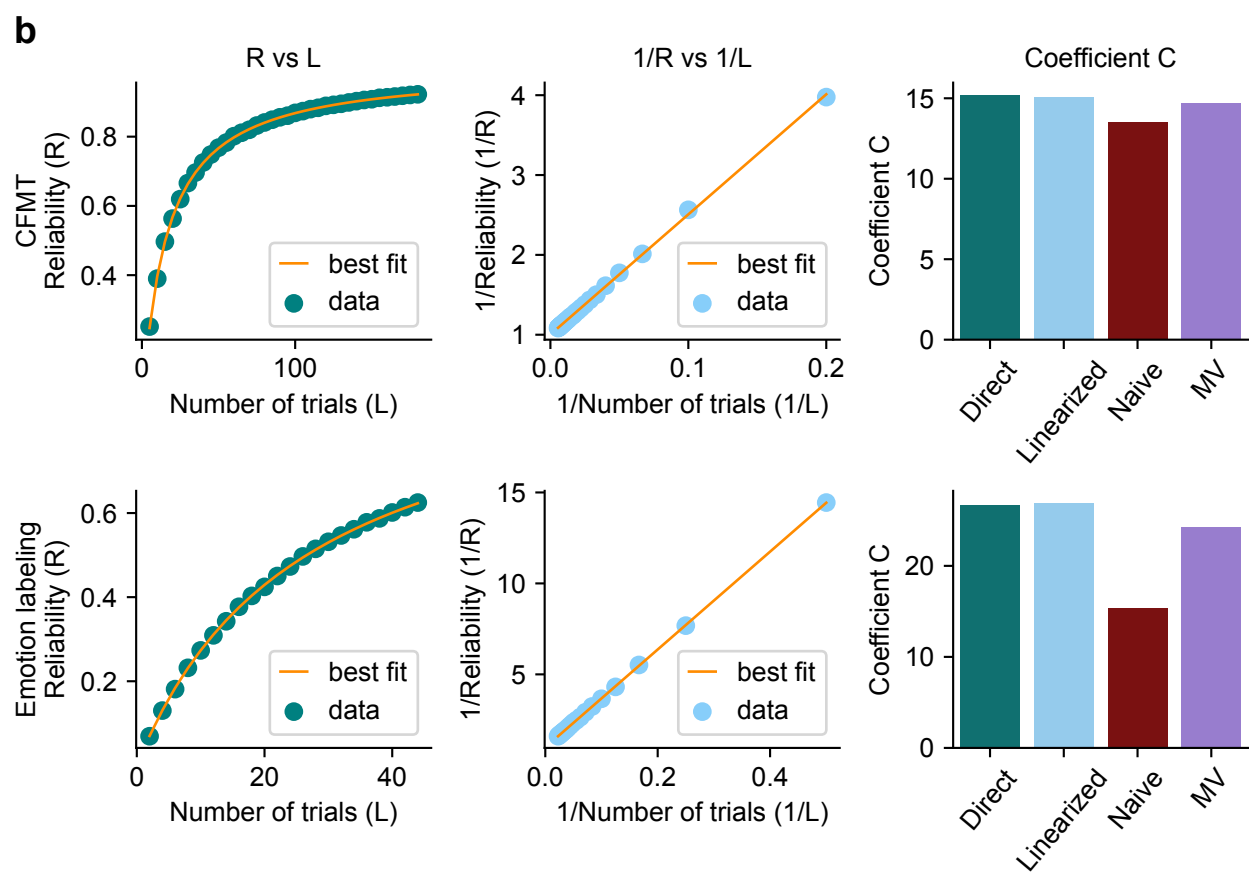 b
R vs L
1/R vs 1/L
Coefficient C
CFMT
Reliability (R)
0.8
0.6
0.4
best fit
data
0
100
Number of trials (L)
1/Reliability (1/R)
4
3
2
1
best fit
data
0.0
0.1
0.2
1/Number of trials (1/L)
Coefficient C
15
10
5
0
Direct
Linearized
Naive
MV
Emotion labeling
Reliability (R)
0.6
0.4
0.2
best fit
data
0
20
40
Number of trials (L)
1/Reliability (1/R)
15
10
5
best fit
data
0.0
0.2
0.4
1/Number of trials (1/L)
Coefficient C
20
10
0
Direct
Linearized
Naive
MV